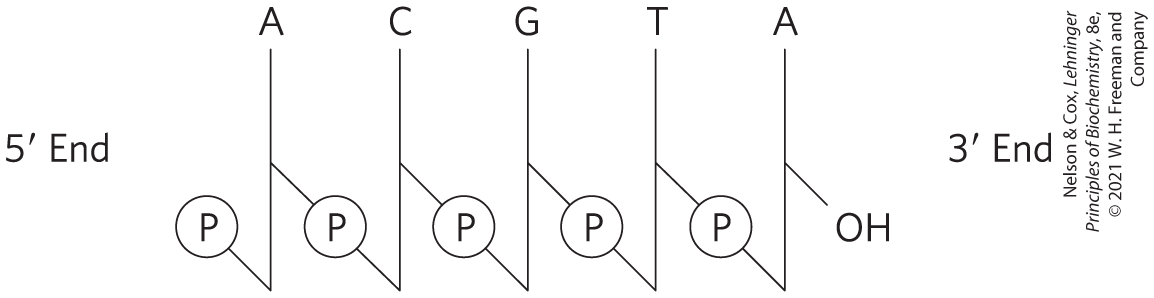 A C G T A
5′ End
3′ End
P P P P P
OH
Nelson & Cox, Lehninger
Principles of Biochemistry, 8e,
© 2021 W. H. Freeman and
Company